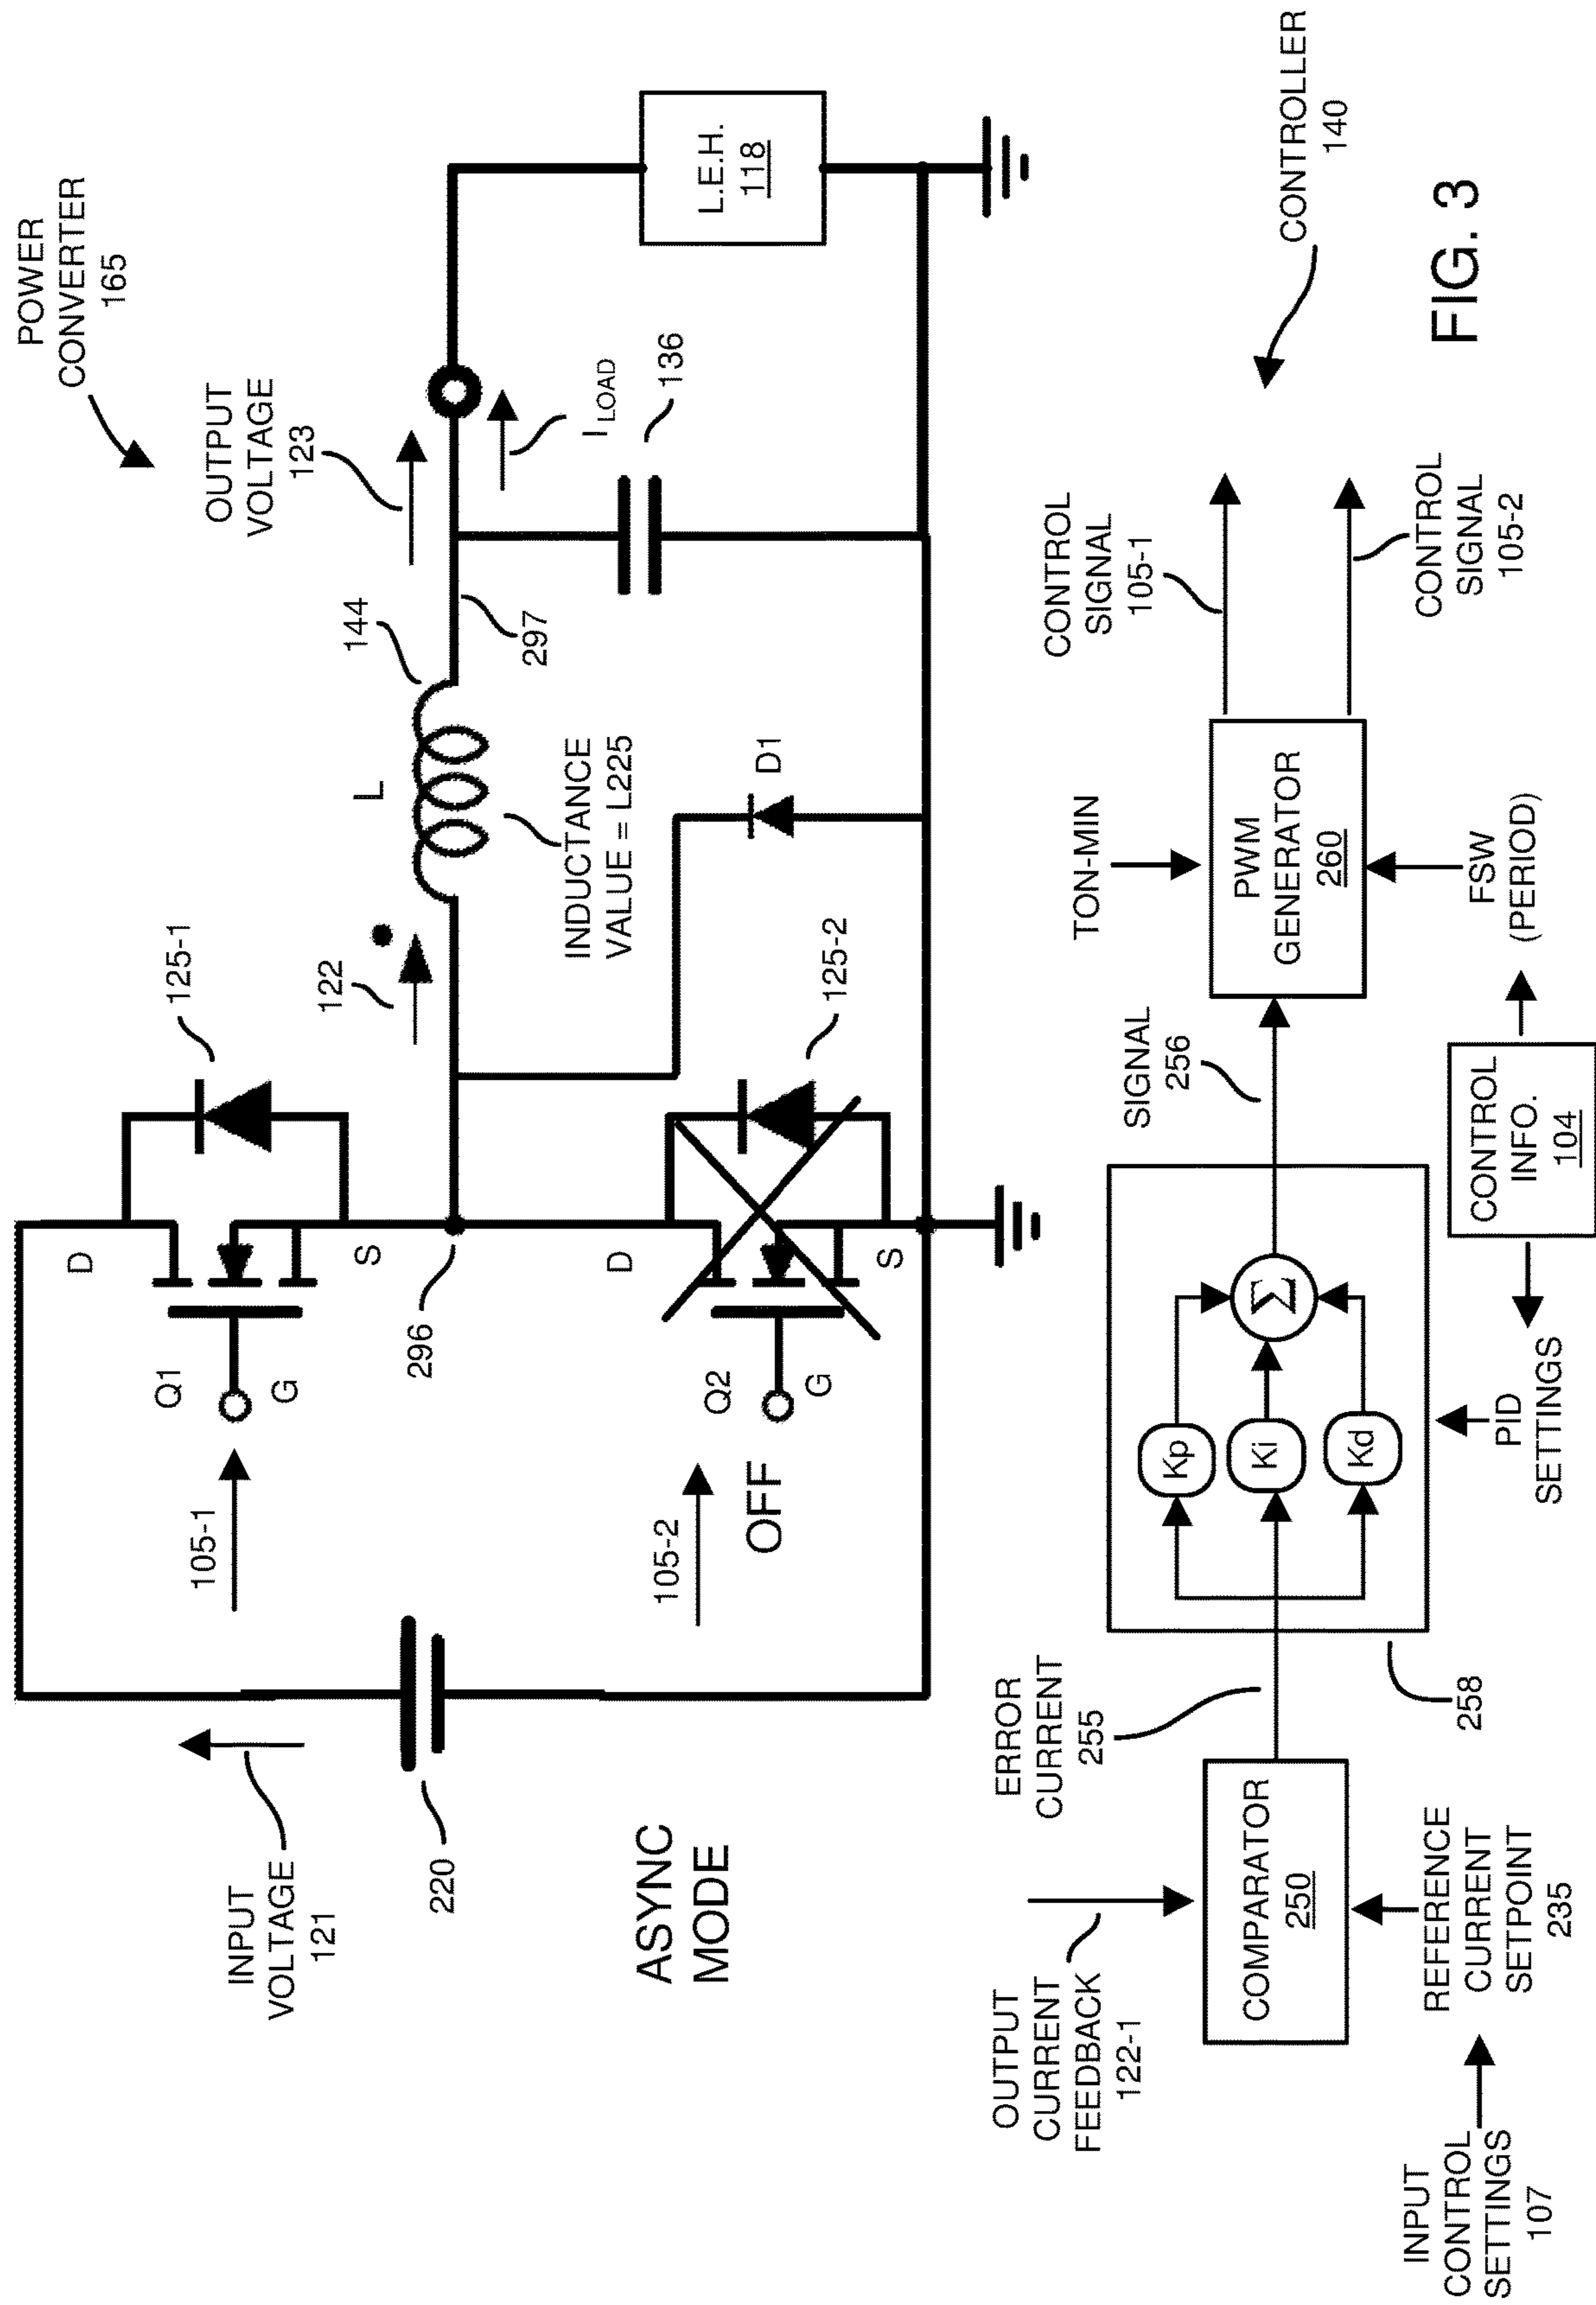 POWER
CONVERTER
165
INPUT
VOLTAGE
121
220
ASYNC
MODE
105-1
Q1
G
D
S
125-1
296
105-2
OFF
Q2
G
D
S
125-2
122
L
144
INDUCTANCE
VALUE = L225
297
D1
OUTPUT
VOLTAGE
123
I LOAD
136
L.E.H.
118
OUTPUT
CURRENT
FEEDBACK
122-1
INPUT
CONTROL
SETTINGS
107
REFERENCE
CURRENT
SETPOINT
235
COMPARATOR
250
ERROR
CURRENT
255
258
Kp
Ki
Kd
Σ
PID
SETTINGS
CONTROL
INFO.
104
SIGNAL
256
TON-MIN
PWM
GENERATOR
260
FSW
(PERIOD)
CONTROL
SIGNAL
105-1
CONTROL
SIGNAL
105-2
CONTROLLER
140
FIG. 3